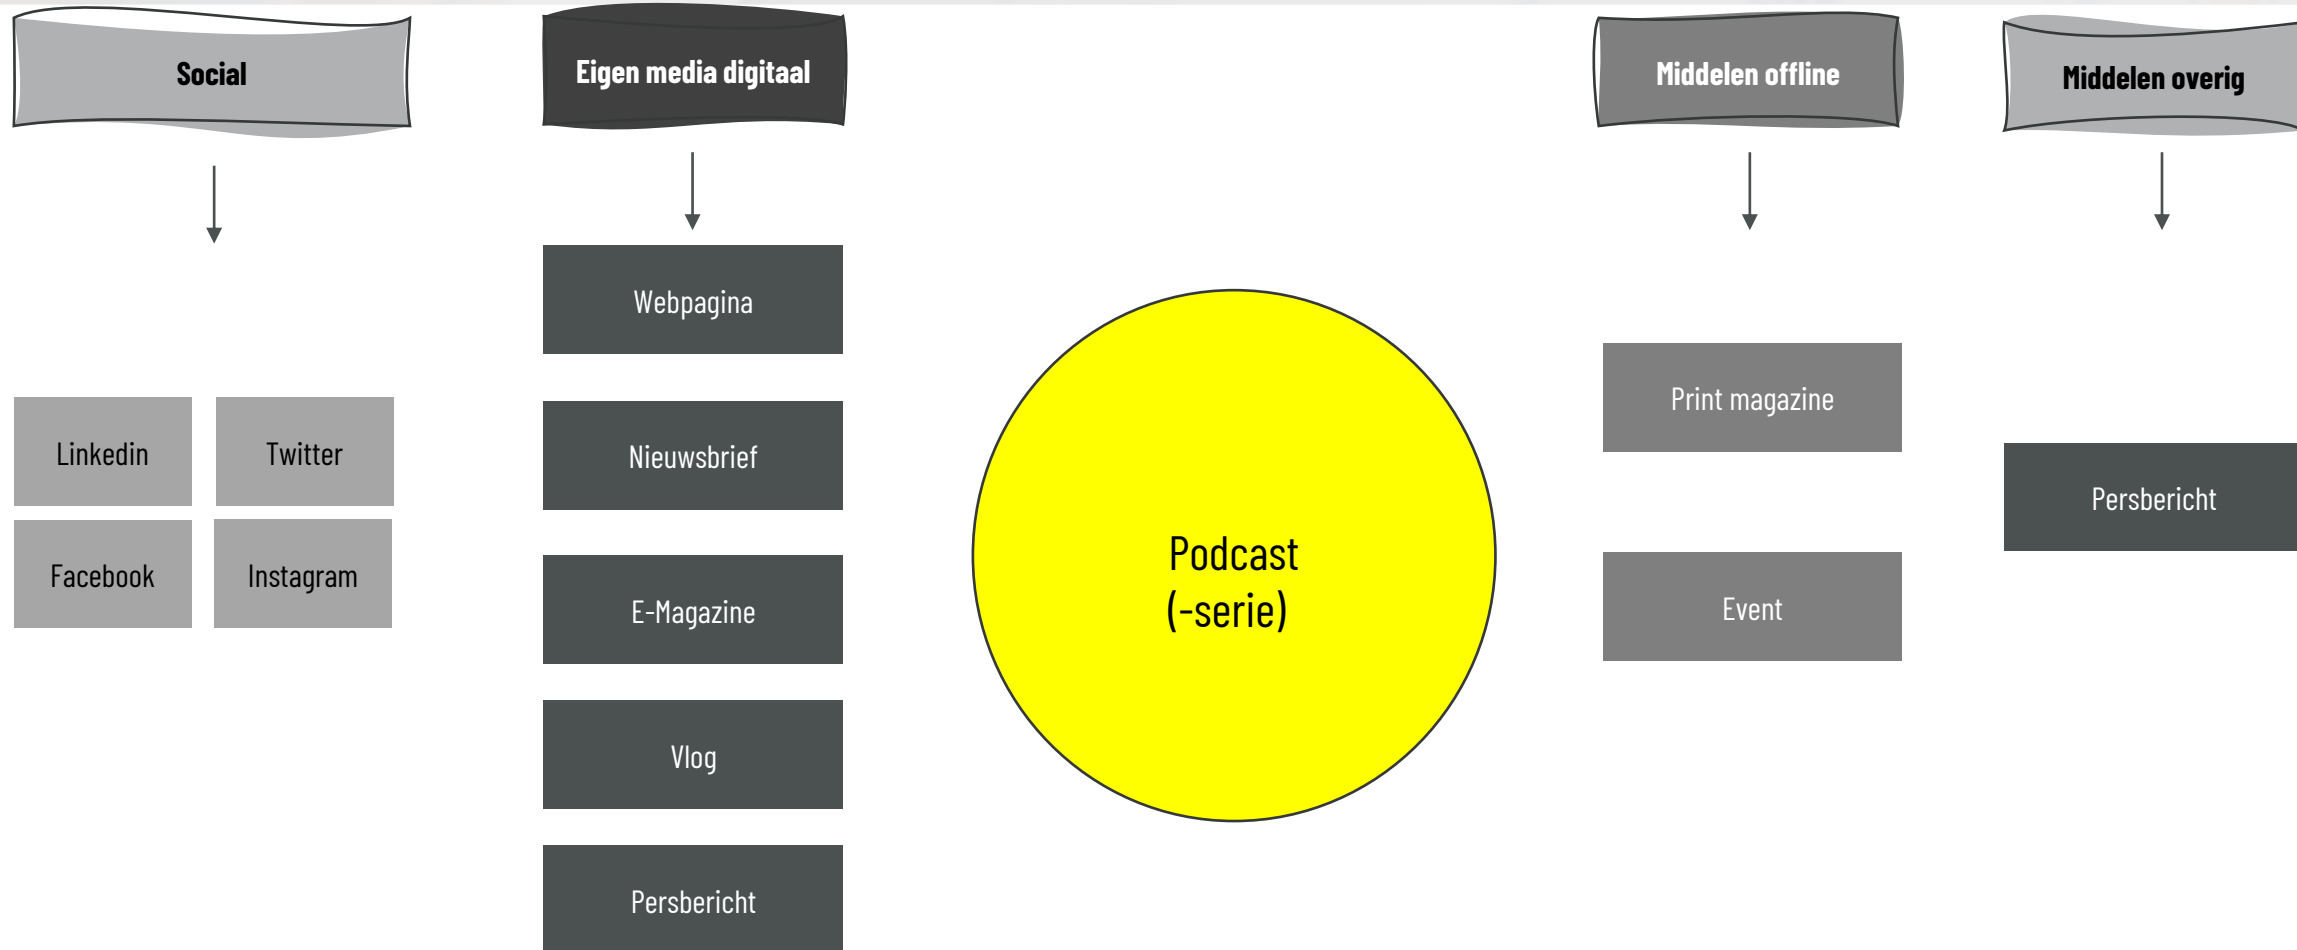 Social
Eigen media digitaal
Middelen offline
Middelen overig
Webpagina
Print magazine
Linkedin
Twitter
Nieuwsbrief
Persbericht
Podcast
(-serie)
Facebook
Instagram
E-Magazine
Event
Vlog
Persbericht